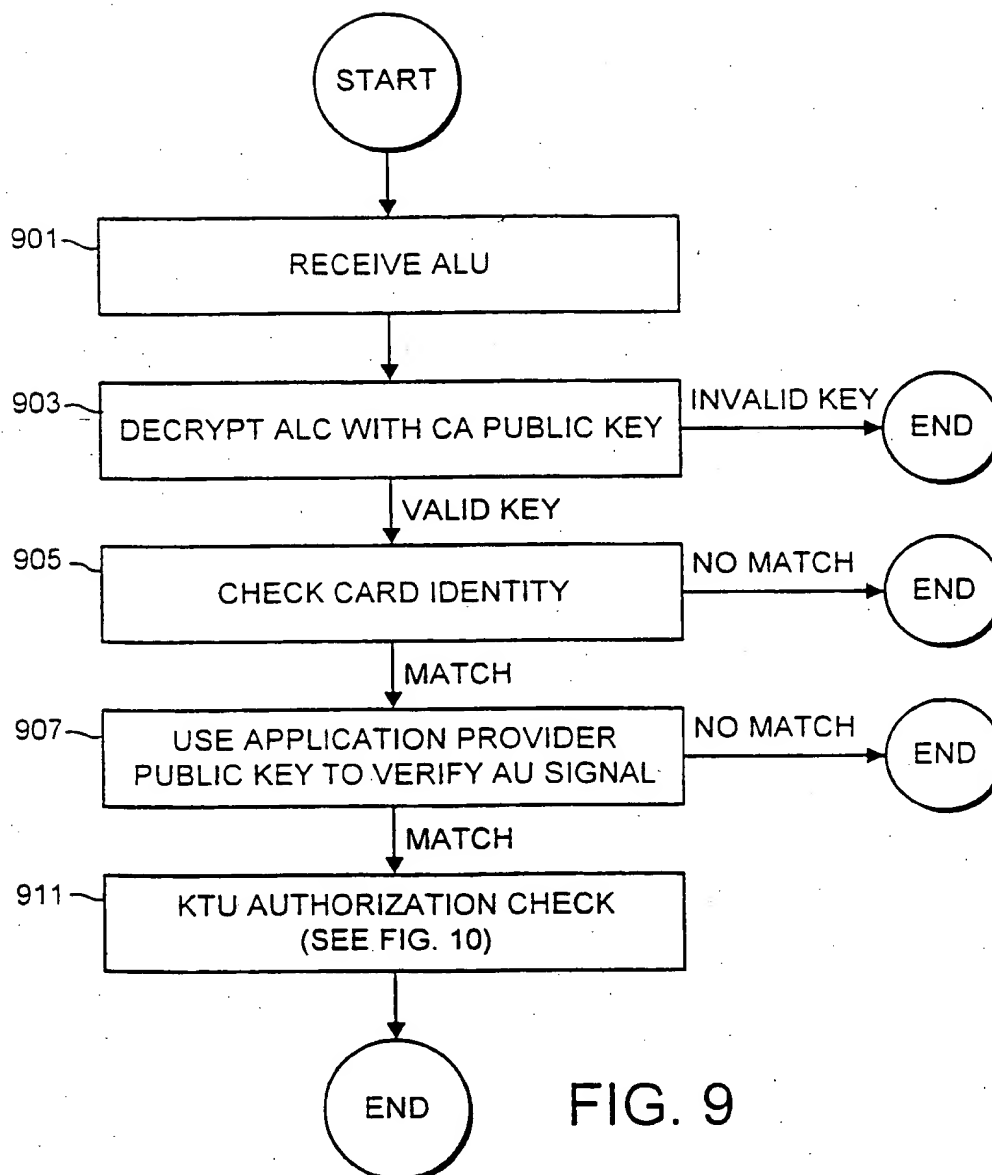 START
901
RECEIVE ALU
903
DECRYPT ALC WITH CA PUBLIC KEY
INVALID KEY
END
VALID KEY
905
CHECK CARD IDENTITY
NO MATCH
END
MATCH
907
USE APPLICATION PROVIDER
PUBLIC KEY TO VERIFY AU SIGNAL
NO MATCH
END
MATCH
911
KTU AUTHORIZATION CHECK
(SEE FIG. 10)
END
FIG. 9